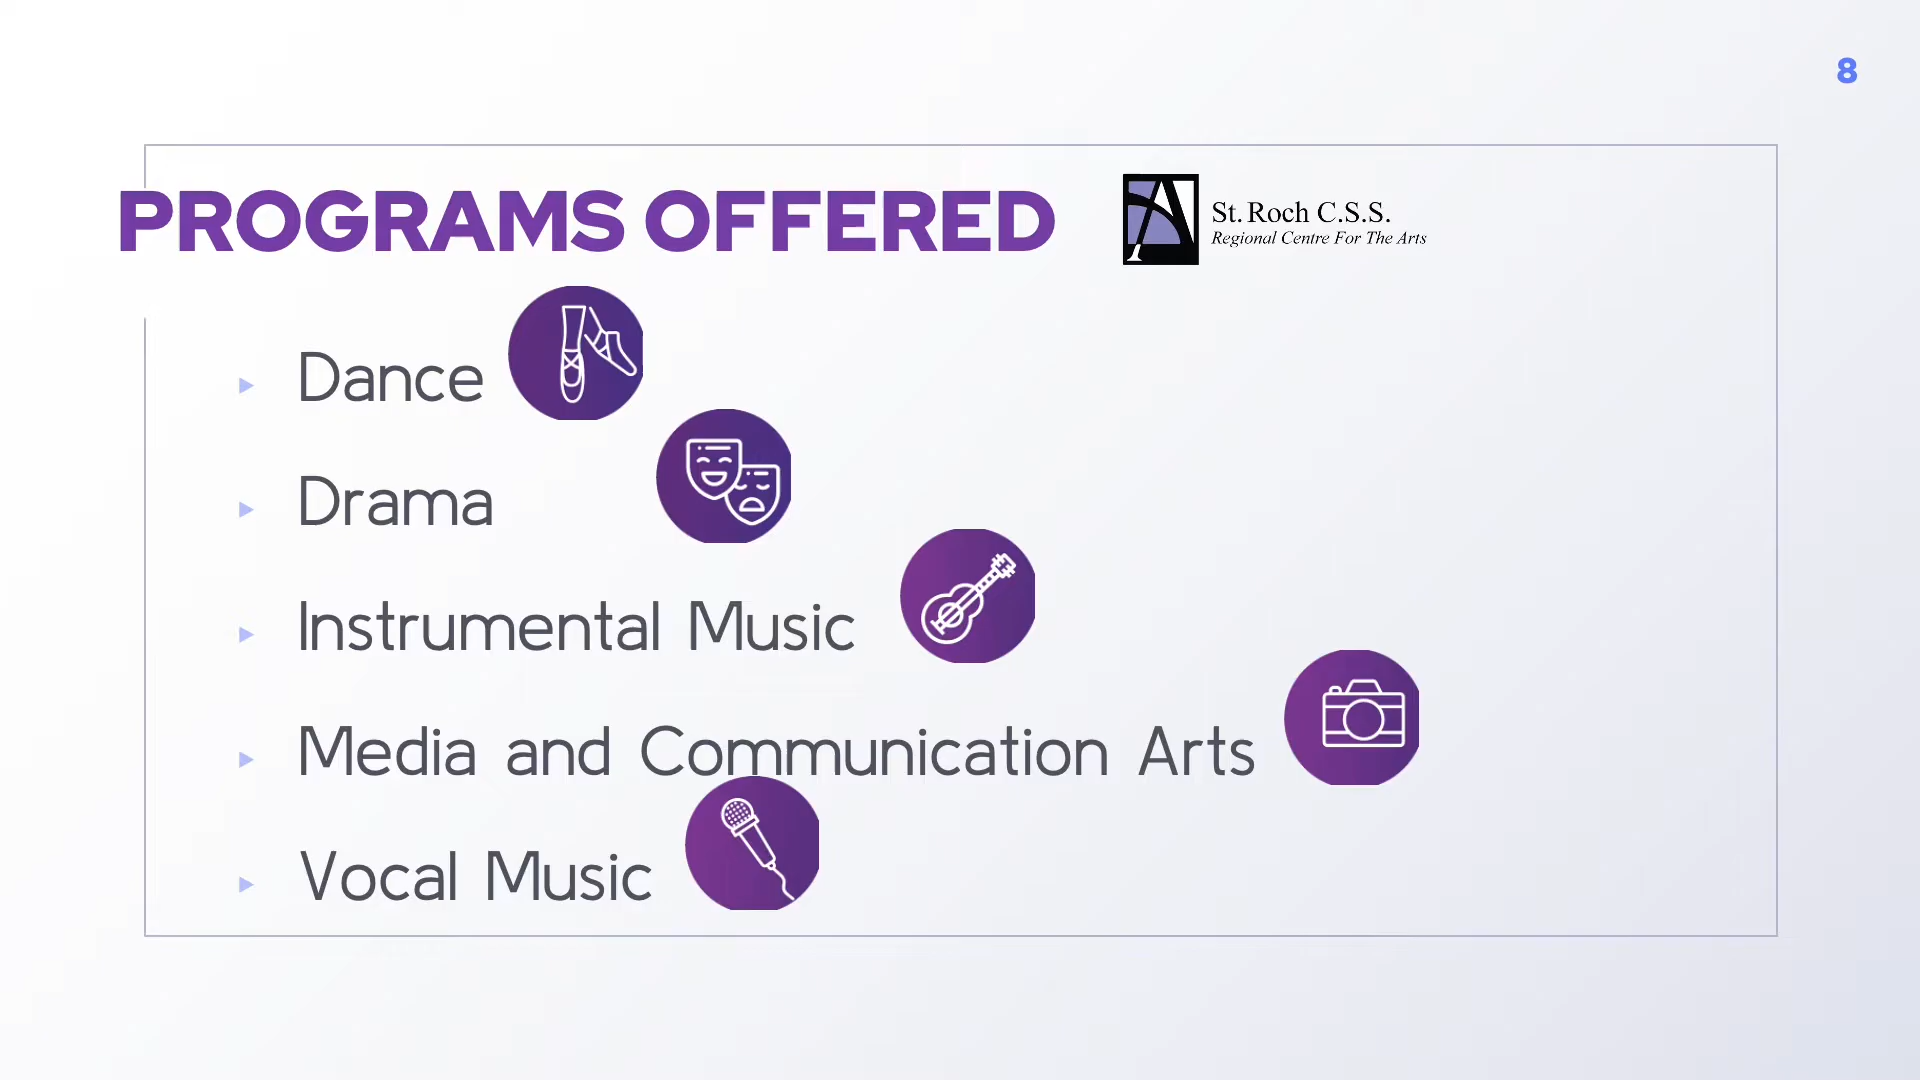 8
PROGRAMS OFFERED
St. Roch C.S.S.
Regional Centre For The Arts
Dance
Drama
Instrumental Music
Media and Communication Arts
Vocal Music